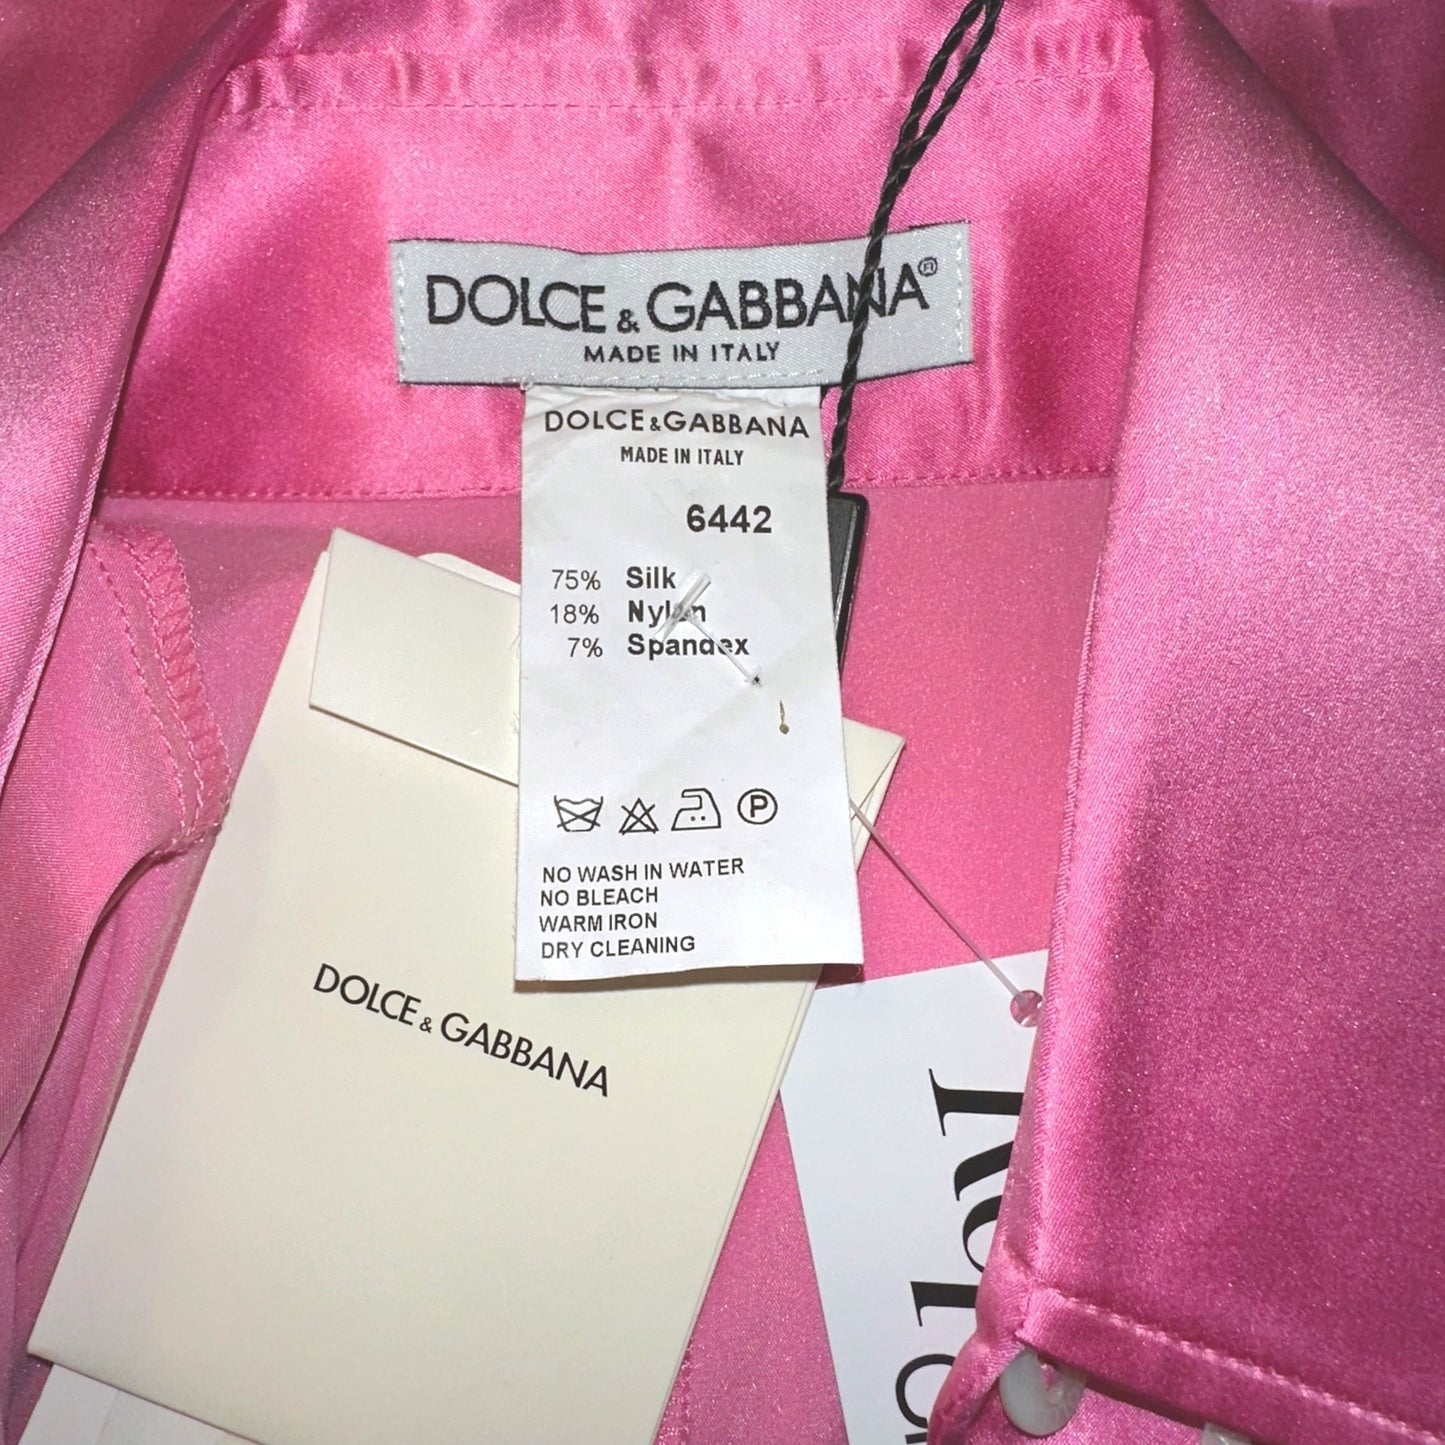 DOLCE & GABBANA®
MADE IN ITALY
DOLCE&GABBANA
MADE IN ITALY
6442
75% Silk
18% Nylon
7% Spandex
P
NO WASH IN WATER
NO BLEACH
WARM IRON
DRY CLEANING
DOLCE & GABBANA